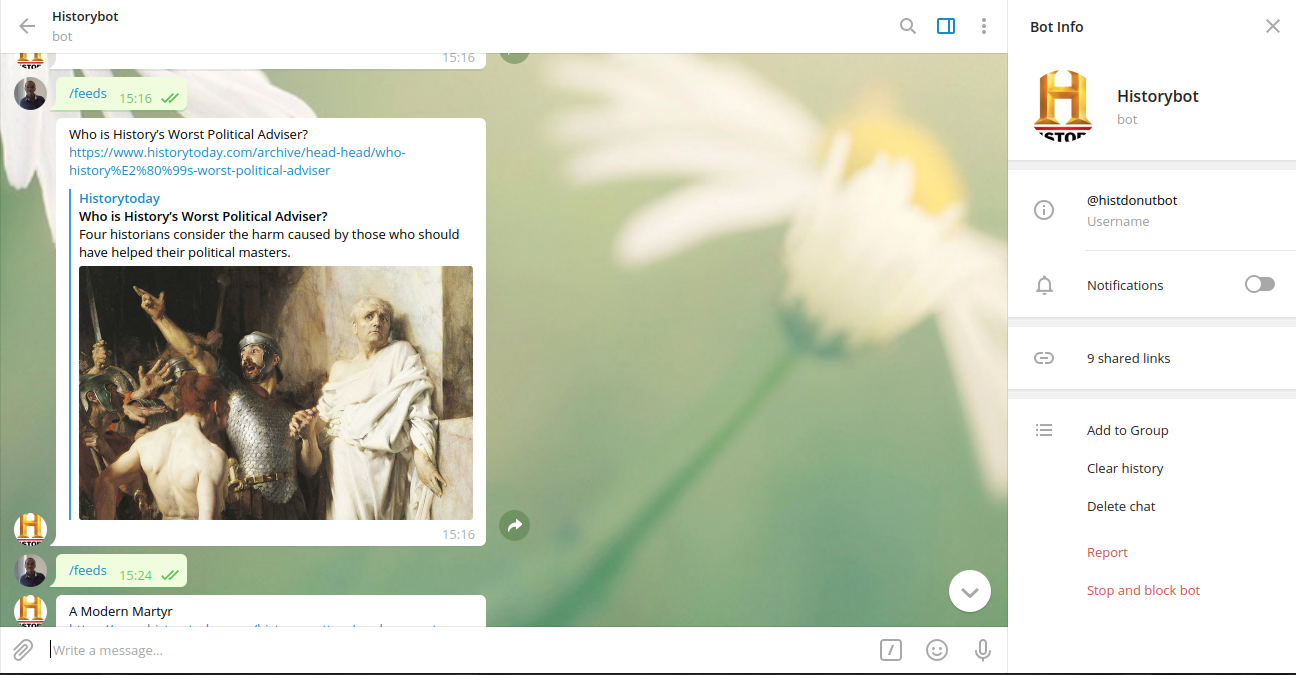 Historybot
bot
15:16
/feeds 15:16
Who is History’s Worst Political Adviser?
https://www.historytoday.com/archive/head-head/who-
history%E2%80%99s-worst-political-adviser
Historytoday
Who is History’s Worst Political Adviser?
Four historians consider the harm caused by those who should
have helped their political masters.
15:16
/feeds 15:24
A Modern Martyr
Write a message...
Bot Info
H
STOR
Historybot
bot
@histdonutbot
Username
Notifications
9 shared links
Add to Group
Clear history
Delete chat
Report
Stop and block bot